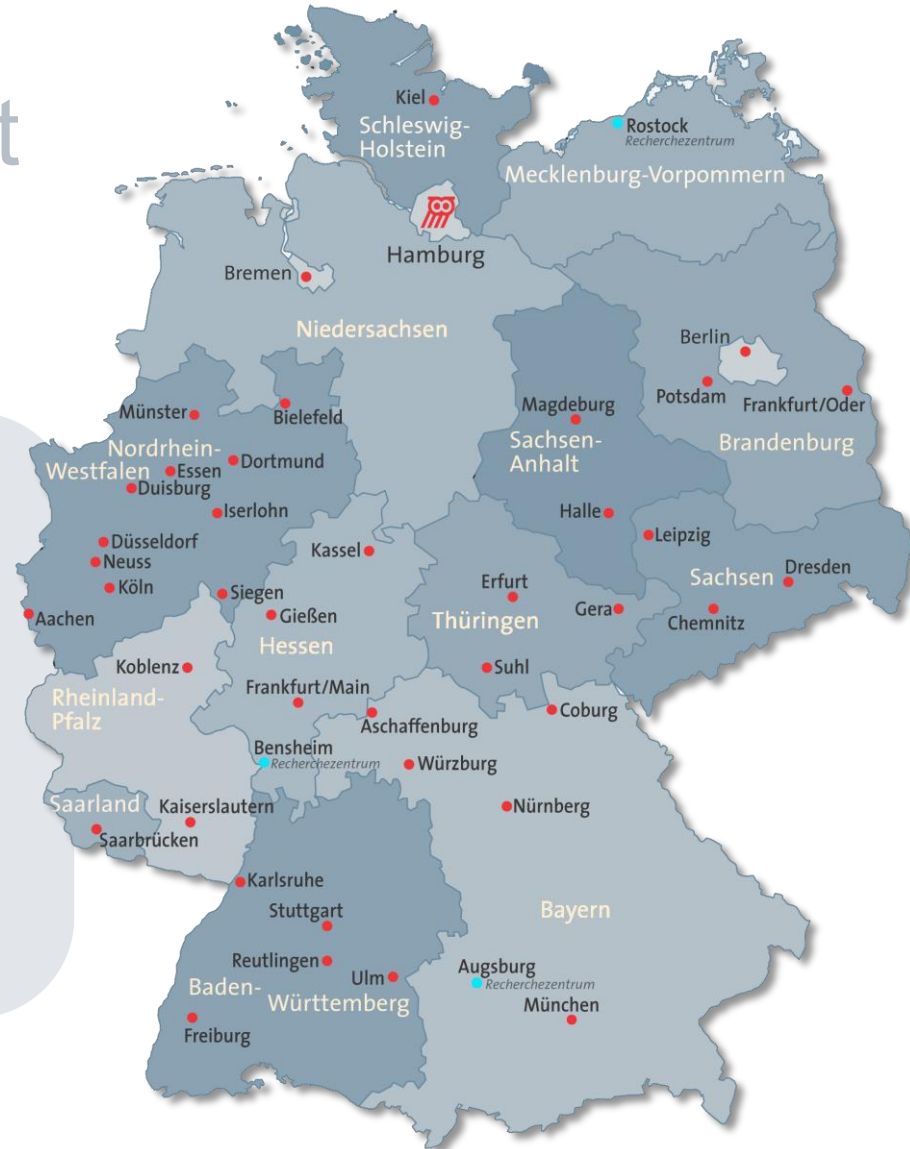 t
Kiel
Schleswig-
Holstein
Rostock
Recherchezentrum
Mecklenburg-Vorpommern
Hamburg
Bremen
Niedersachsen
Berlin
Potsdam
Frankfurt/Oder
Brandenburg
Magdeburg
Sachsen-
Anhalt
Halle
Münster
Bielefeld
Nordrhein-
Westfalen
Dortmund
Essen
Duisburg
Iserlohn
Düsseldorf
Neuss
Köln
Aachen
Siegen
Kassel
Gießen
Hessen
Frankfurt/Main
Bensheim
Recherchezentrum
Erfurt
Thüringen
Gera
Suhl
Leipzig
Sachsen
Dresden
Chemnitz
Koblenz
Rheinland-
Pfalz
Saarland
Saarbrücken
Kaiserslautern
Aschaffenburg
Coburg
Würzburg
Nürnberg
Bayern
Augsburg
Recherchezentrum
München
Karlsruhe
Stuttgart
Reutlingen
Ulm
Baden-
Württemberg
Freiburg